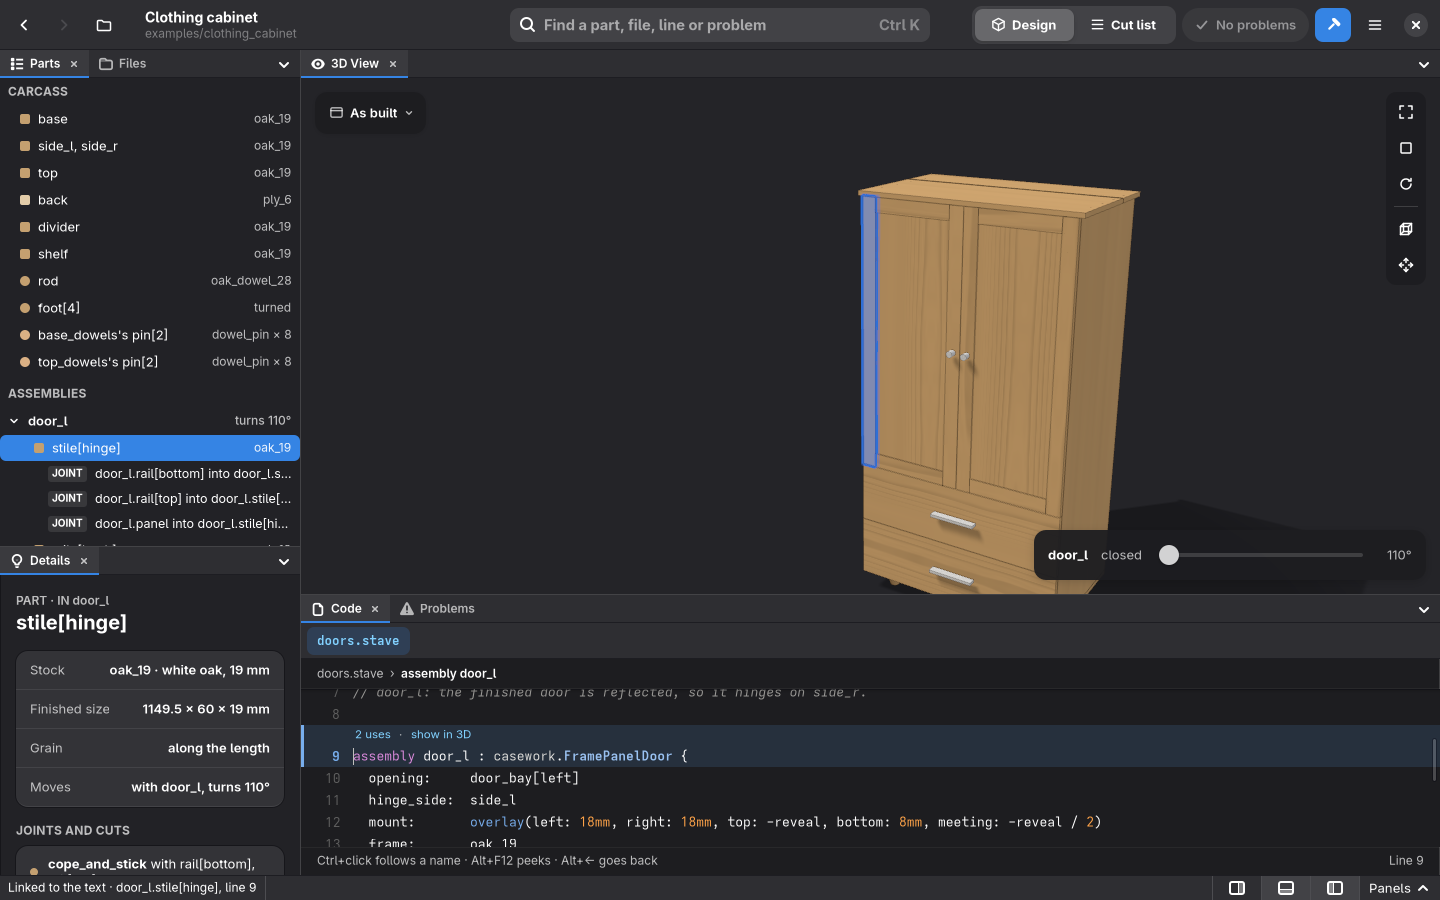 Clothing cabinet
examples/clothing_cabinet
Find a part, file, line or problem
Ctrl K
Design
Cut list
No problems
Parts
Files
3D View
CARCASS
base oak_19
side_l, side_r oak_19
top oak_19
back ply_6
divider oak_19
shelf oak_19
rod oak_dowel_28
foot[4] turned
base_dowels's pin[2] dowel_pin × 8
top_dowels's pin[2] dowel_pin × 8
ASSEMBLIES
door_l turns 110°
stile[hinge] oak_19
JOINT door_l.rail[bottom] into door_l.s...
JOINT door_l.rail[top] into door_l.stile[...
JOINT door_l.panel into door_l.stile[hi...
As built
door_l closed 110°
Details
PART · IN door_l
stile[hinge]
Stock oak_19 · white oak, 19 mm
Finished size 1149.5 × 60 × 19 mm
Grain along the length
Moves with door_l, turns 110°
JOINTS AND CUTS
cope_and_stick with rail[bottom],
Code
Problems
doors.stave
doors.stave › assembly door_l
7 // door_l: the finished door is reflected, so it hinges on side_r.
8
2 uses · show in 3D
9 assembly door_l : casework.FramePanelDoor {
10 opening: door_bay[left]
11 hinge_side: side_l
12 mount: overlay(left: 18mm, right: 18mm, top: -reveal, bottom: 8mm, meeting: -reveal / 2)
13 frame: oak_19
Ctrl+click follows a name · Alt+F12 peeks · Alt+← goes back
Line 9
Linked to the text · door_l.stile[hinge], line 9
Panels